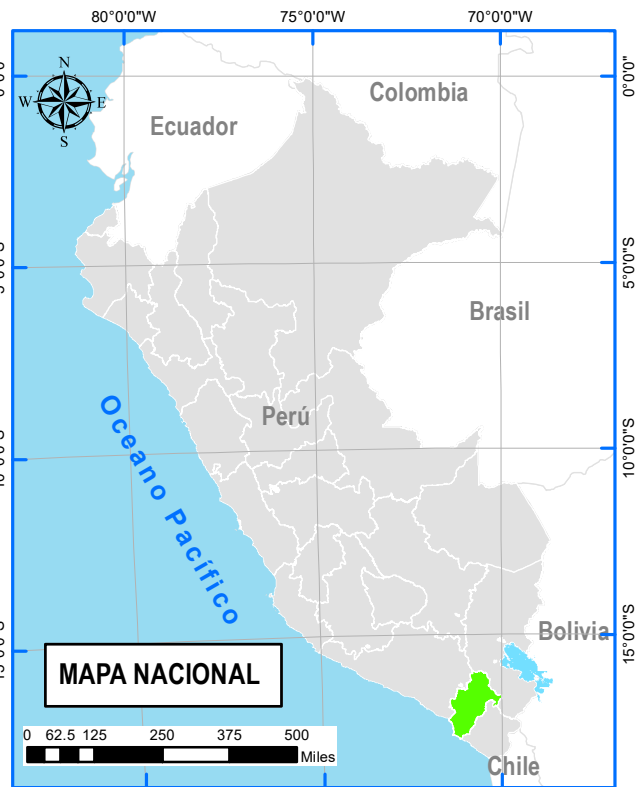 80°0'0"W 75°0'0"W 70°0'0"W
N
W E
S
0°0'0"
Colombia
Ecuador
5°0'0"S
Brasil
Perú
Oceano Pacífico
10°0'0"S
15°0'0"S
Bolivia
MAPA NACIONAL
0 62.5 125 250 375 500
Miles
Chile